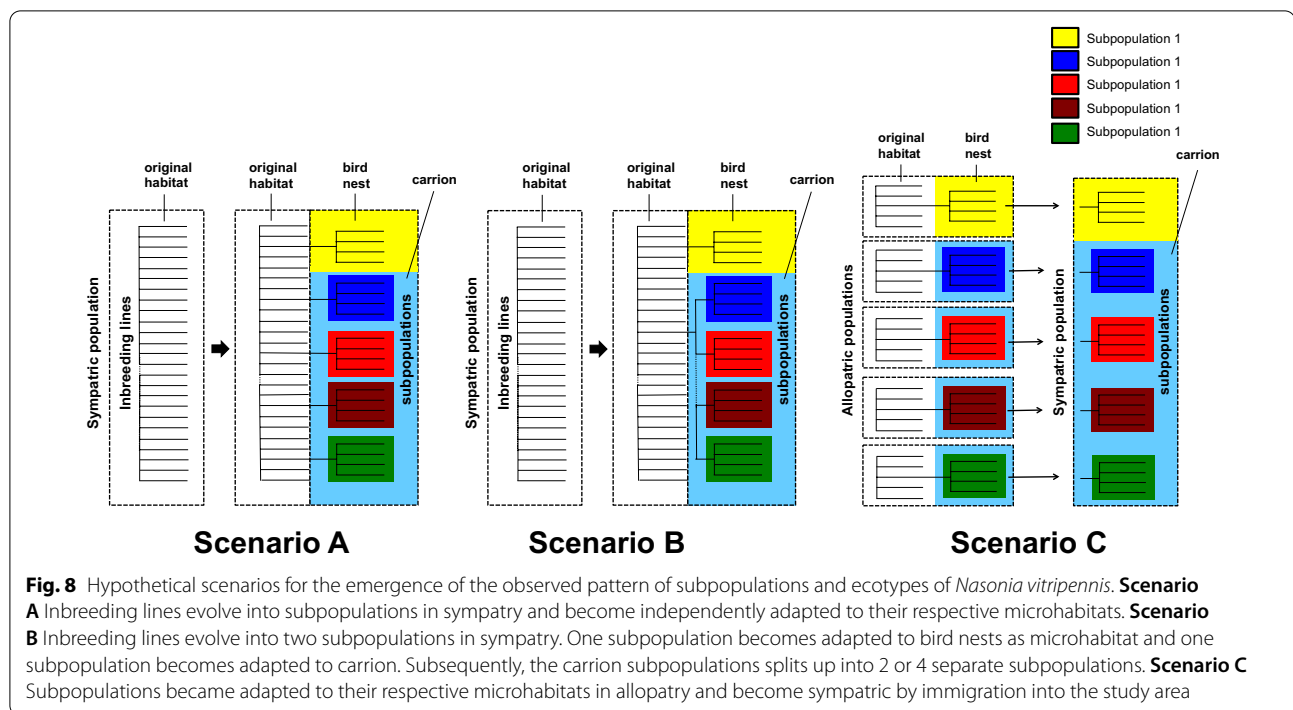 Subpopulation 1
Subpopulation 1
Subpopulation 1
Subpopulation 1
Subpopulation 1
original
habitat
original
habitat
bird
nest
carrion
Sympatric population
Inbreeding lines
subpopulations
Scenario A
original
habitat
original
habitat
bird
nest
carrion
Sympatric population
Inbreeding lines
subpopulations
Scenario B
original
habitat
bird
nest
carrion
Allopatric populations
Sympatric population
subpopulations
Scenario C
Fig. 8 Hypothetical scenarios for the emergence of the observed pattern of subpopulations and ecotypes of Nasonia vitripennis. Scenario
A Inbreeding lines evolve into subpopulations in sympatry and become independently adapted to their respective microhabitats. Scenario
B Inbreeding lines evolve into two subpopulations in sympatry. One subpopulation becomes adapted to bird nests as microhabitat and one
subpopulation becomes adapted to carrion. Subsequently, the carrion subpopulations splits up into 2 or 4 separate subpopulations. Scenario C
Subpopulations became adapted to their respective microhabitats in allopatry and become sympatric by immigration into the study area